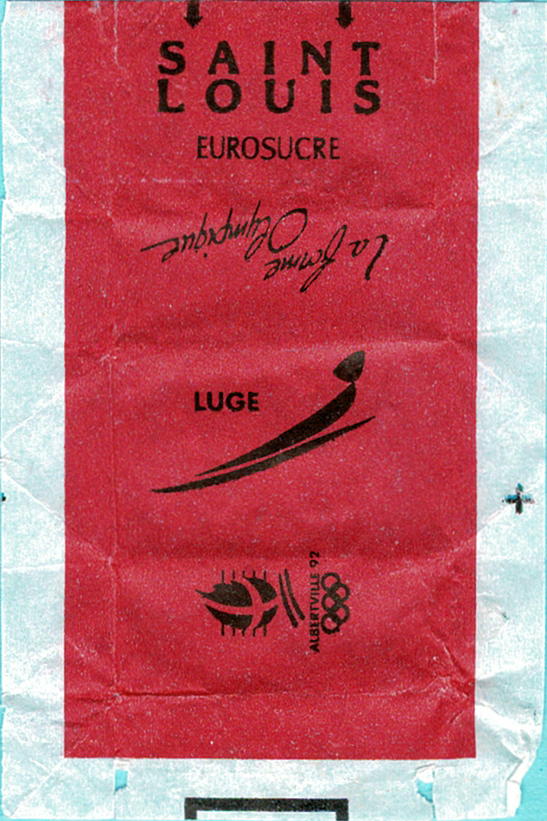 SAINT
LOUIS
EUROSUCRE
La forme
Olympique
LUGE
ALBERTVILLE 92